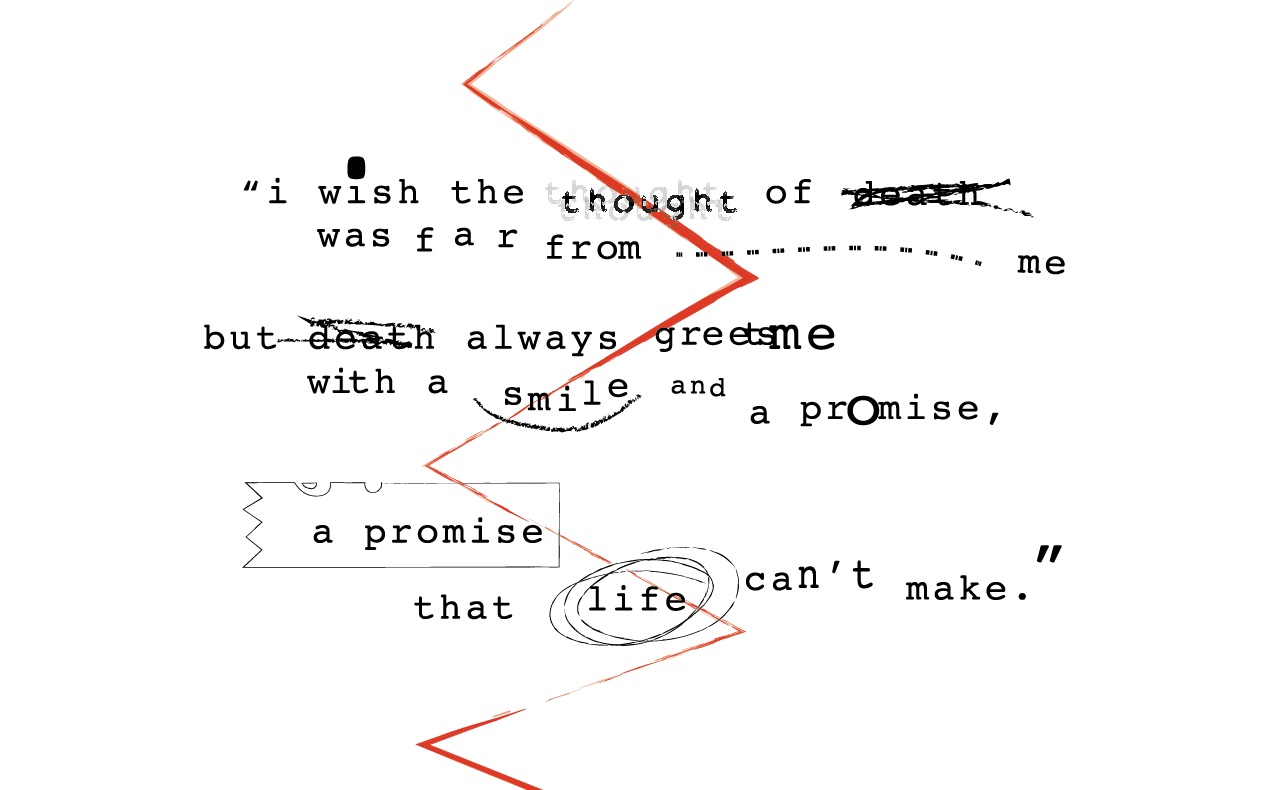 “i wish the thought of death
was far from me
but death always greets me
with a smile and a promise,
a promise
that life can’t make.”